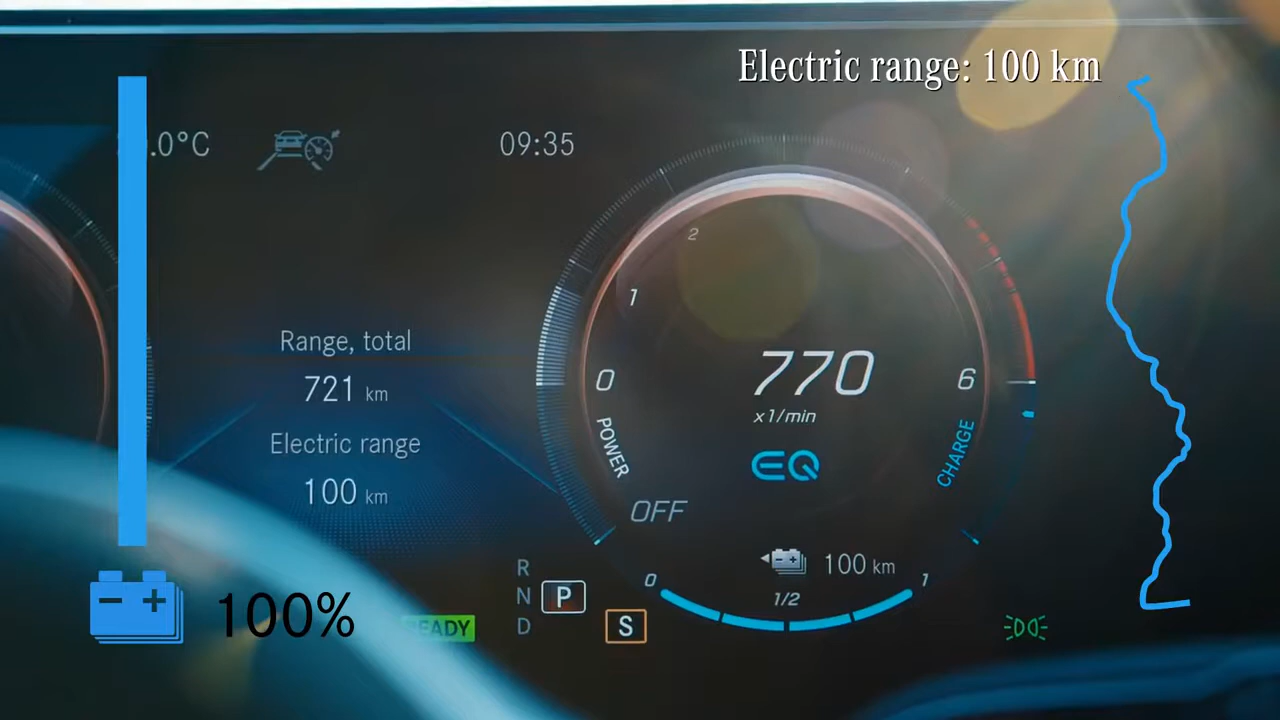 Electric range: 100 km
.0°C
09:35
2
1
0
6
Range, total
721 km
Electric range
100 km
770
x1/min
EQ
POWER
CHARGE
OFF
100 km
0
1/2
1
R
N
D
P
S
100%
READY